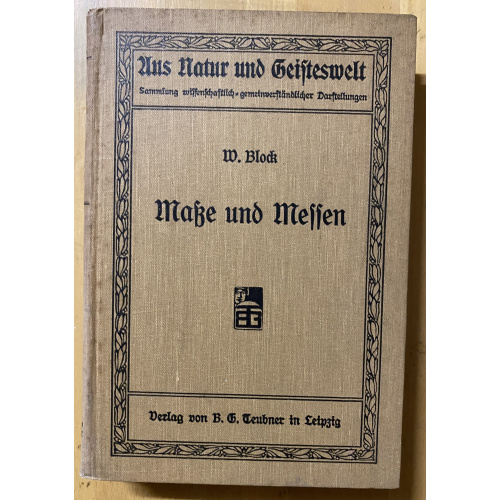 Aus Natur und Geisteswelt
Sammlung wissenschaftlich-gemeinverständlicher Darstellungen
W. Block
Maße und Messen
Verlag von B. G. Teubner in Leipzig